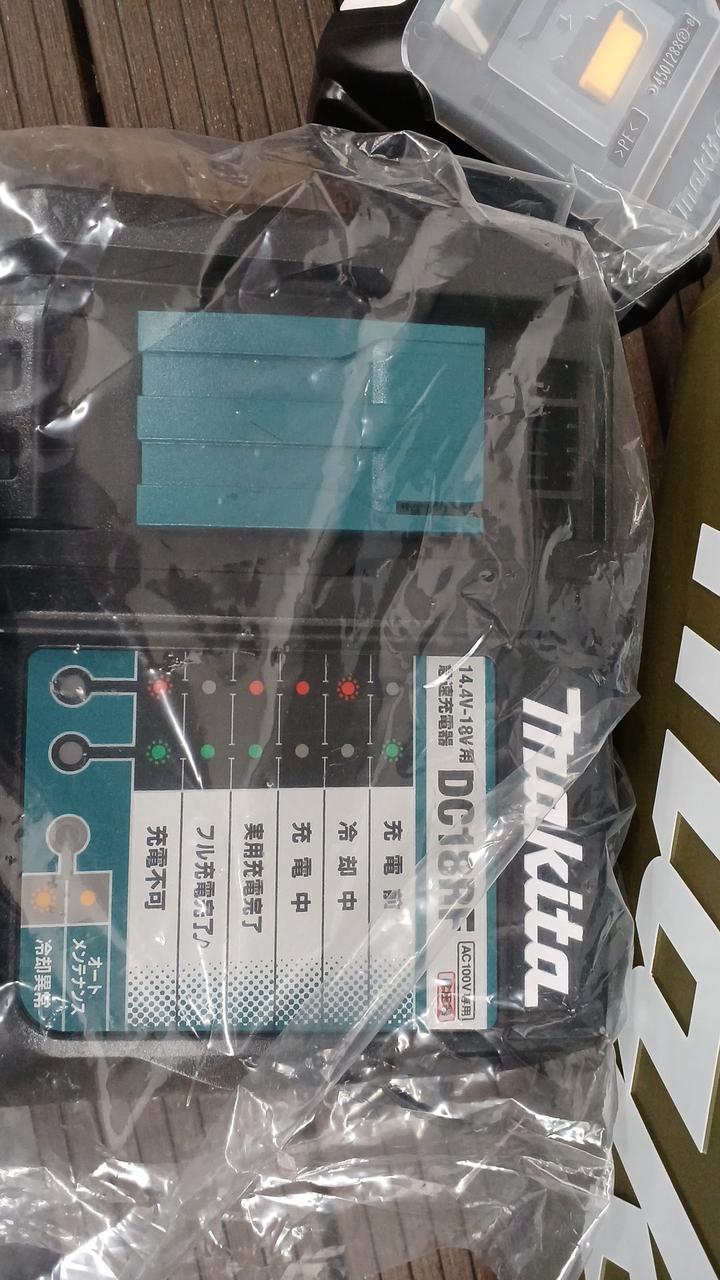 makita
14.4V-18V用
急速充電器
DC18RF
AC100V専用
充電前
冷却中
充電中
実用充電完了
フル充電完了♪
充電不可
オート
メンテナンス
冷却異常
4501288
>PE<
makit